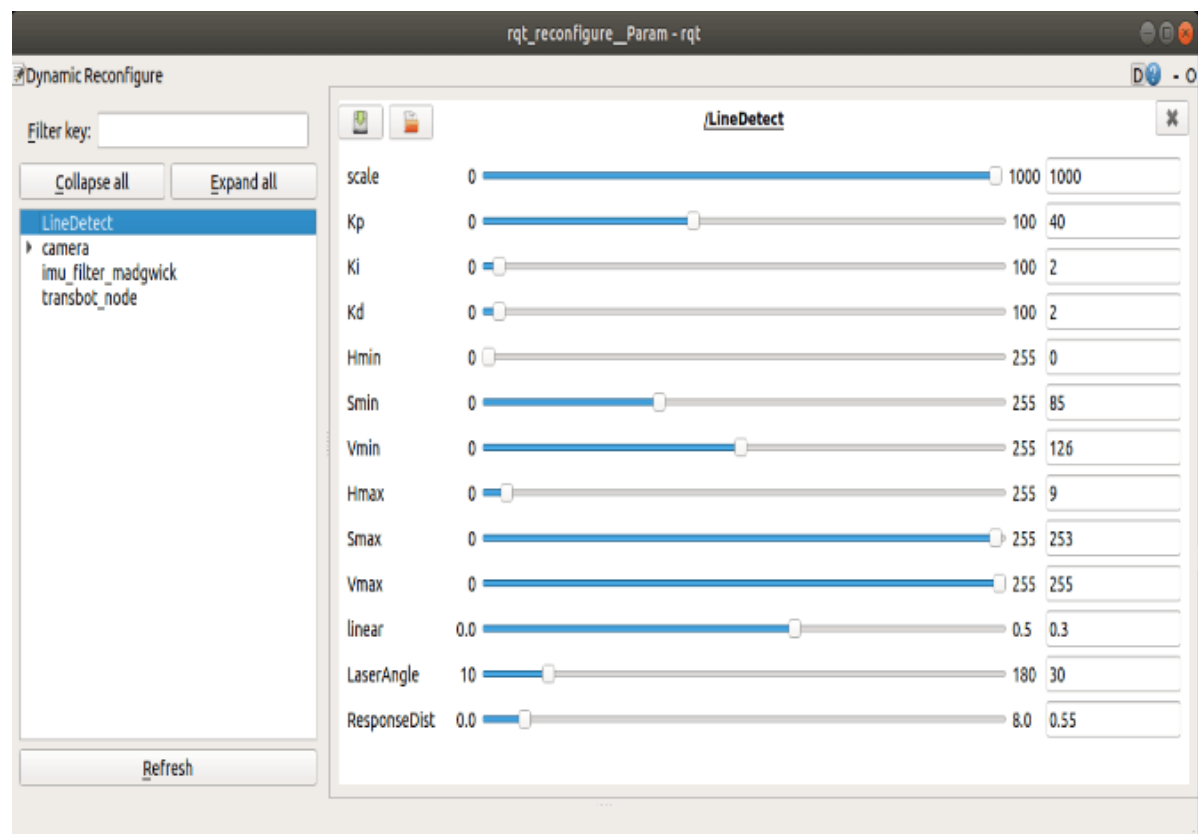 rqt_reconfigure__Param - rqt
Dynamic Reconfigure D? - O
Filter key:
Collapse all Expand all
LineDetect
camera
imu_filter_madgwick
transbot_node
Refresh
/LineDetect
scale 0 1000 1000
Kp 0 100 40
Ki 0 100 2
Kd 0 100 2
Hmin 0 255 0
Smin 0 255 85
Vmin 0 255 126
Hmax 0 255 9
Smax 0 255 253
Vmax 0 255 255
linear 0.0 0.5 0.3
LaserAngle 10 180 30
ResponseDist 0.0 8.0 0.55